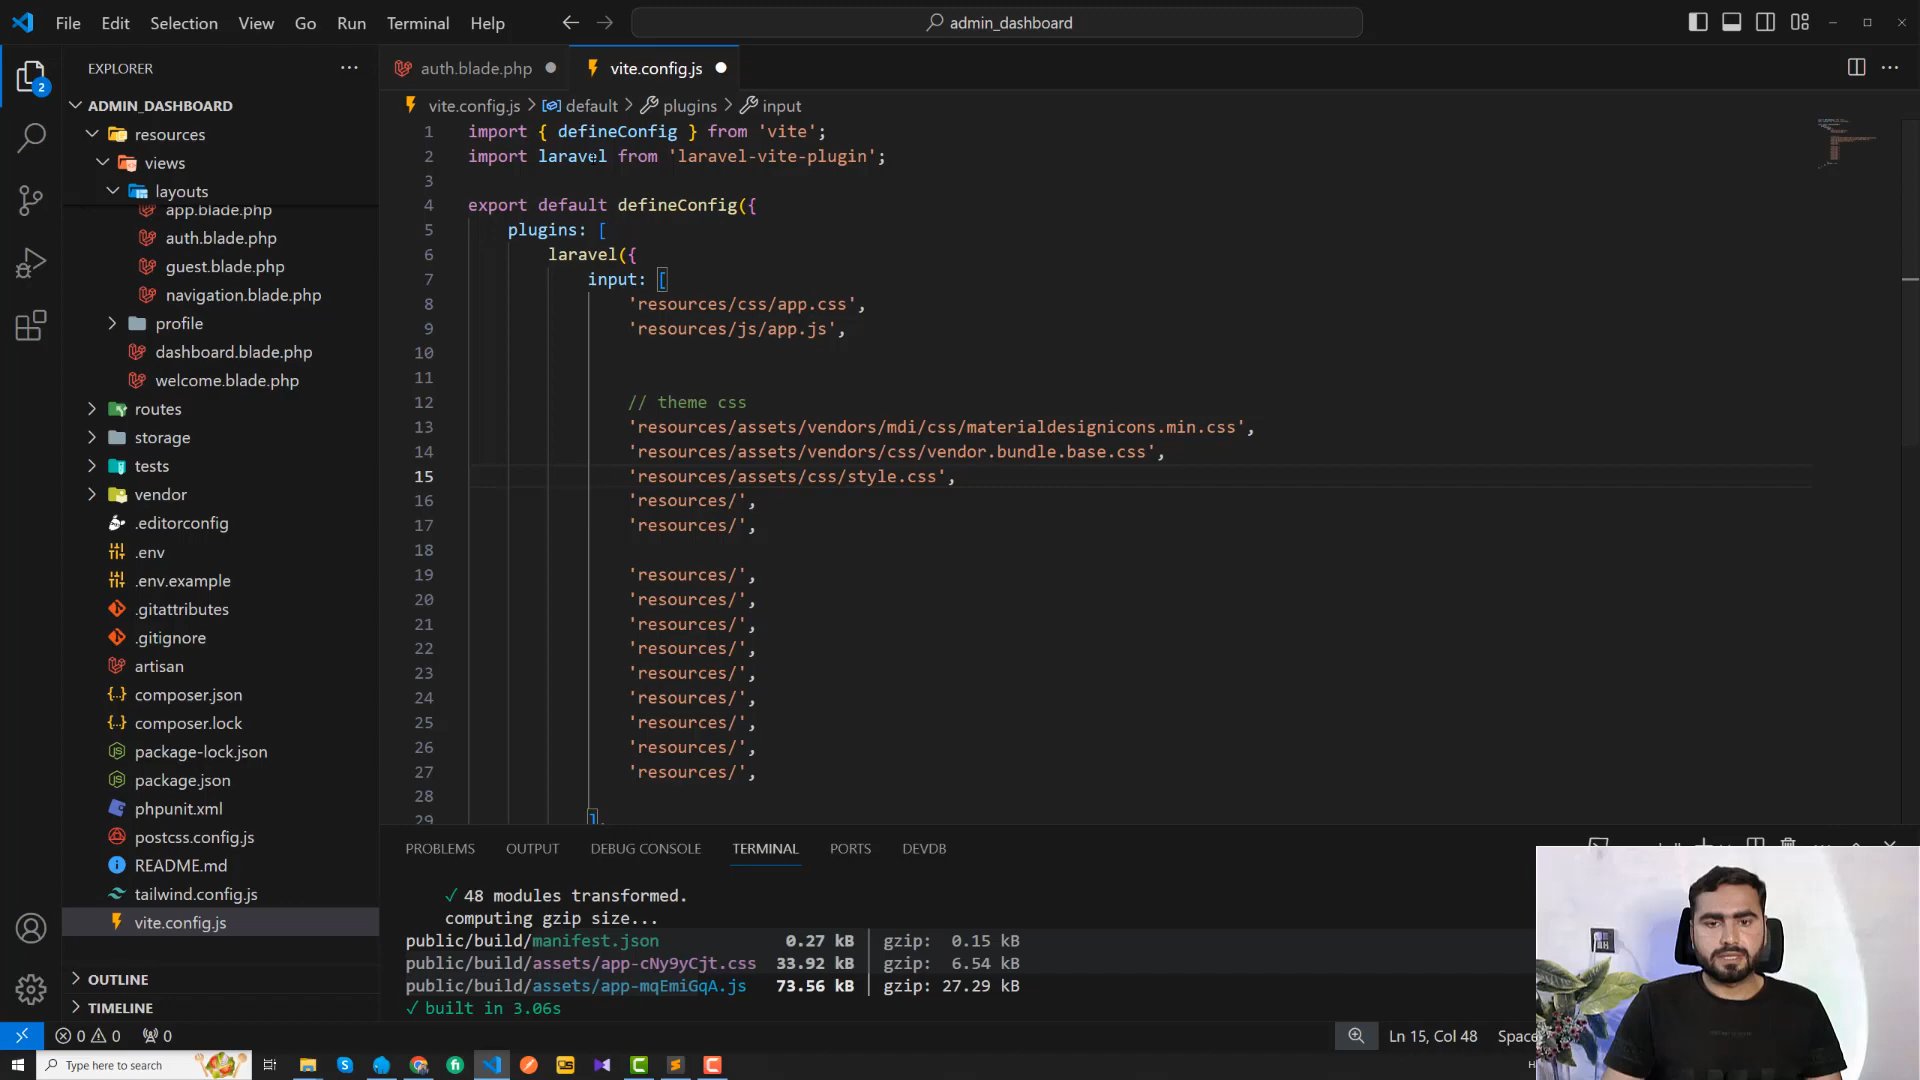 File Edit Selection View Go Run Terminal Help
admin_dashboard
EXPLORER
2
ADMIN_DASHBOARD
resources
views
layouts
app.blade.php
auth.blade.php
guest.blade.php
navigation.blade.php
profile
dashboard.blade.php
welcome.blade.php
routes
storage
tests
vendor
.editorconfig
.env
.env.example
.gitattributes
.gitignore
artisan
composer.json
composer.lock
package-lock.json
package.json
phpunit.xml
postcss.config.js
README.md
tailwind.config.js
vite.config.js
OUTLINE
TIMELINE
auth.blade.php vite.config.js
vite.config.js > default > plugins > input
1 import { defineConfig } from 'vite';
2 import laravel from 'laravel-vite-plugin';
3
4 export default defineConfig({
5 plugins: [
6 laravel({
7 input: [
8 'resources/css/app.css',
9 'resources/js/app.js',
10
11
12 // theme css
13 'resources/assets/vendors/mdi/css/materialdesignicons.min.css',
14 'resources/assets/vendors/css/vendor.bundle.base.css',
15 'resources/assets/css/style.css',
16 'resources/',
17 'resources/',
18
19 'resources/',
20 'resources/',
21 'resources/',
22 'resources/',
23 'resources/',
24 'resources/',
25 'resources/',
26 'resources/',
27 'resources/',
28
29 ]
PROBLEMS OUTPUT DEBUG CONSOLE TERMINAL PORTS DEVDB
✓ 48 modules transformed.
computing gzip size...
public/build/manifest.json 0.27 kB │ gzip: 0.15 kB
public/build/assets/app-cNy9yCjt.css 33.92 kB │ gzip: 6.54 kB
public/build/assets/app-mqEmiGqA.js 73.56 kB │ gzip: 27.29 kB
✓ built in 3.06s
0 0 0 Ln 15, Col 48
Type here to search